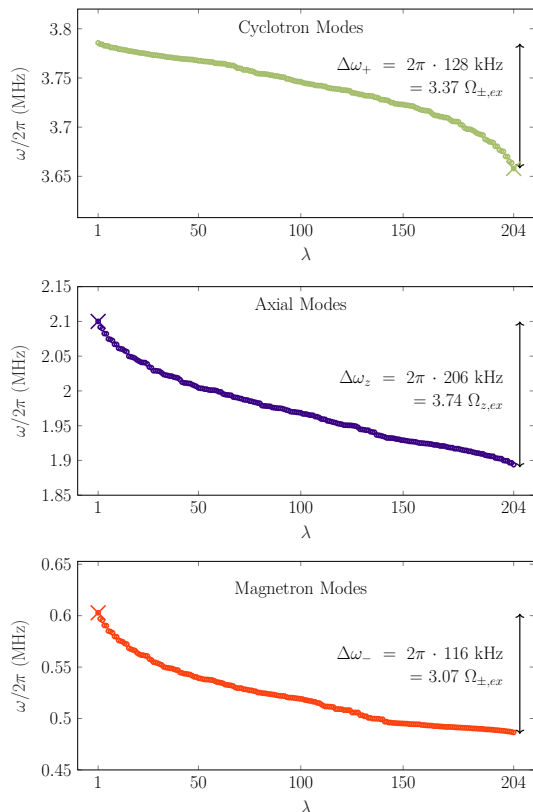 Cyclotron Modes
3.8
3.75
3.7
3.65
ω/2π (MHz)
Δω₊ = 2π · 128 kHz
= 3.37 Ω±,ex
1
50
100
150
204
λ
Axial Modes
2.15
2.1
2.05
2
1.95
1.9
1.85
ω/2π (MHz)
Δω_z = 2π · 206 kHz
= 3.74 Ω_z,ex
1
50
100
150
204
λ
Magnetron Modes
0.65
0.6
0.55
0.5
0.45
ω/2π (MHz)
Δω₋ = 2π · 116 kHz
= 3.07 Ω±,ex
1
50
100
150
204
λ